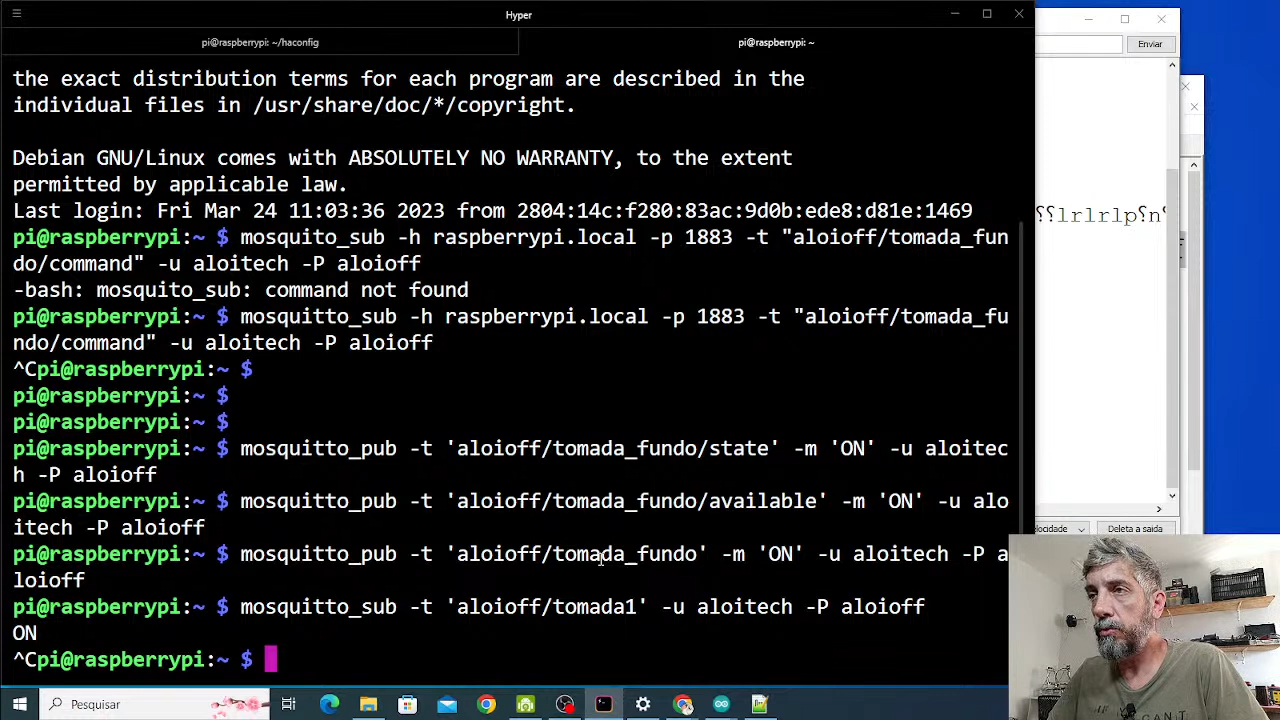 Hyper
pi@raspberrypi: ~/haconfig
pi@raspberrypi: ~
Enviar
the exact distribution terms for each program are described in the
individual files in /usr/share/doc/*/copyright.
Debian GNU/Linux comes with ABSOLUTELY NO WARRANTY, to the extent
permitted by applicable law.
Last login: Fri Mar 24 11:03:36 2023 from 2804:14c:f280:83ac:9d0b:ede8:d81e:1469
⸮⸮lrlrlp⸮n
pi@raspberrypi:~ $ mosquito_sub -h raspberrypi.local -p 1883 -t "aloioff/tomada_fun
do/command" -u aloitech -P aloioff
-bash: mosquito_sub: command not found
pi@raspberrypi:~ $ mosquitto_sub -h raspberrypi.local -p 1883 -t "aloioff/tomada_fu
ndo/command" -u aloitech -P aloioff
^Cpi@raspberrypi:~ $
pi@raspberrypi:~ $
pi@raspberrypi:~ $
pi@raspberrypi:~ $ mosquitto_pub -t 'aloioff/tomada_fundo/state' -m 'ON' -u aloitec
h -P aloioff
pi@raspberrypi:~ $ mosquitto_pub -t 'aloioff/tomada_fundo/available' -m 'ON' -u alo
itech -P aloioff
pi@raspberrypi:~ $ mosquitto_pub -t 'aloioff/tomada_fundo' -m 'ON' -u aloitech -P a
loioff
pi@raspberrypi:~ $ mosquitto_sub -t 'aloioff/tomada1' -u aloitech -P aloioff
ON
^Cpi@raspberrypi:~ $
elocidade
Deleta a saida
Pesquisar